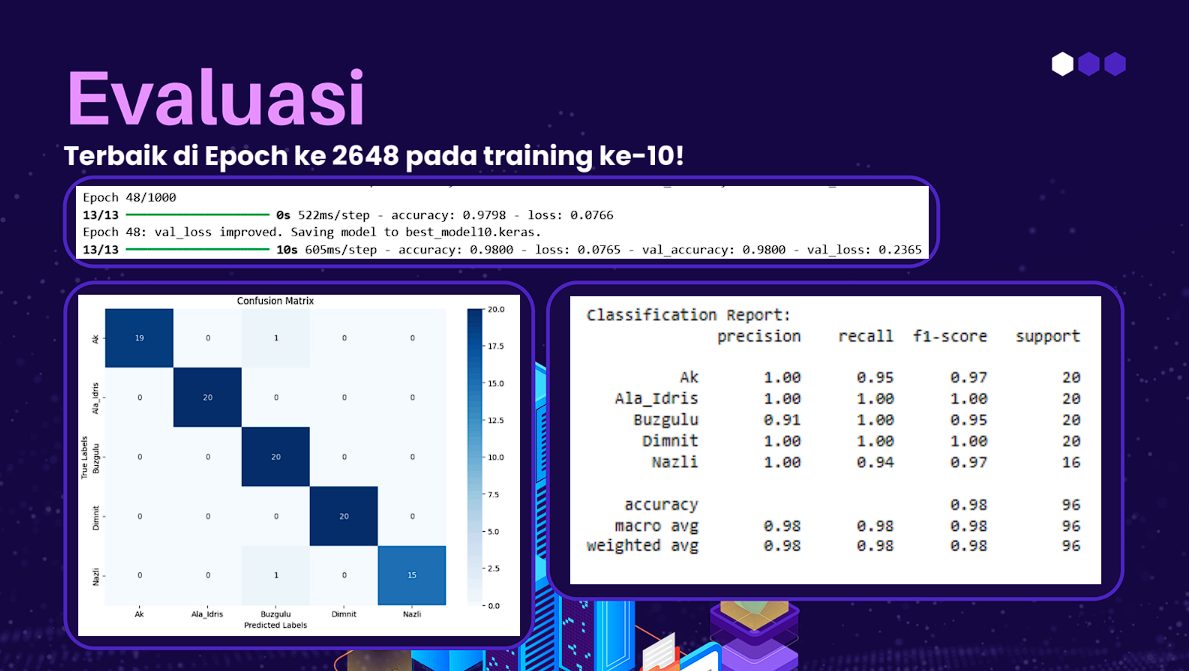 Evaluasi
Terbaik di Epoch ke 2648 pada training ke-10!
Epoch 48/1000
13/13 0s 522ms/step - accuracy: 0.9798 - loss: 0.0766
Epoch 48: val_loss improved. Saving model to best_model10.keras.
13/13 10s 605ms/step - accuracy: 0.9800 - loss: 0.0765 - val_accuracy: 0.9800 - val_loss: 0.2365
Confusion Matrix
True Labels
Ak 19 0 1 0 0
Ala_Idris 0 20 0 0 0
Buzgulu 0 0 20 0 0
Dimnit 0 0 0 20 0
Nazli 0 0 1 0 15
Ak Ala_Idris Buzgulu Dimnit Nazli
Predicted Labels
20.0
17.5
15.0
12.5
10.0
7.5
5.0
2.5
0.0
Classification Report:
precision recall f1-score support
Ak 1.00 0.95 0.97 20
Ala_Idris 1.00 1.00 1.00 20
Buzgulu 0.91 1.00 0.95 20
Dimnit 1.00 1.00 1.00 20
Nazli 1.00 0.94 0.97 16
accuracy 0.98 96
macro avg 0.98 0.98 0.98 96
weighted avg 0.98 0.98 0.98 96